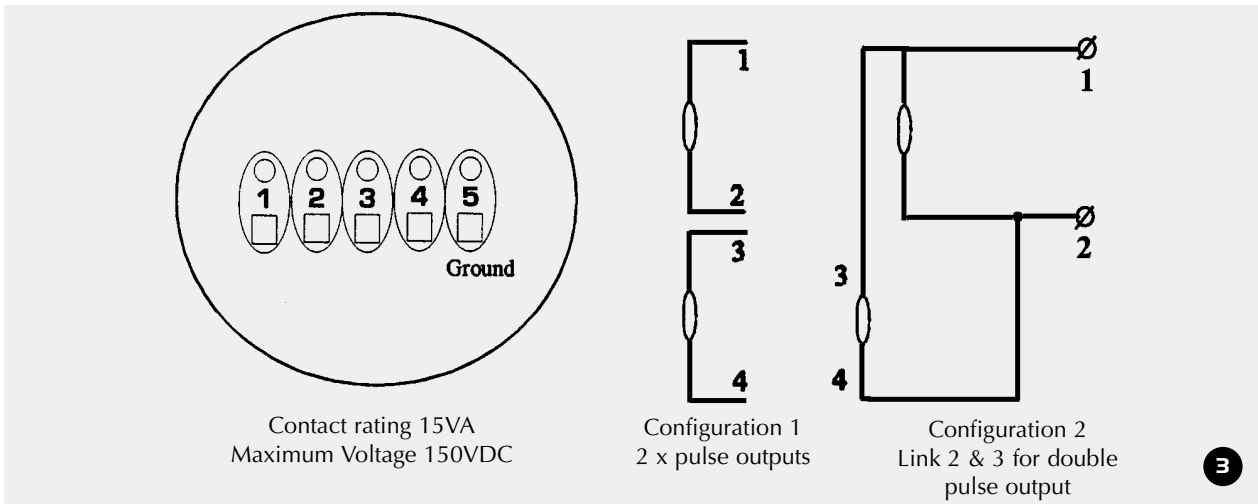 1 2 3 4 5
Ground
Contact rating 15VA
Maximum Voltage 150VDC
1
2
3
4
Configuration 1
2 x pulse outputs
1
2
3
4
Configuration 2
Link 2 & 3 for double
pulse output
3